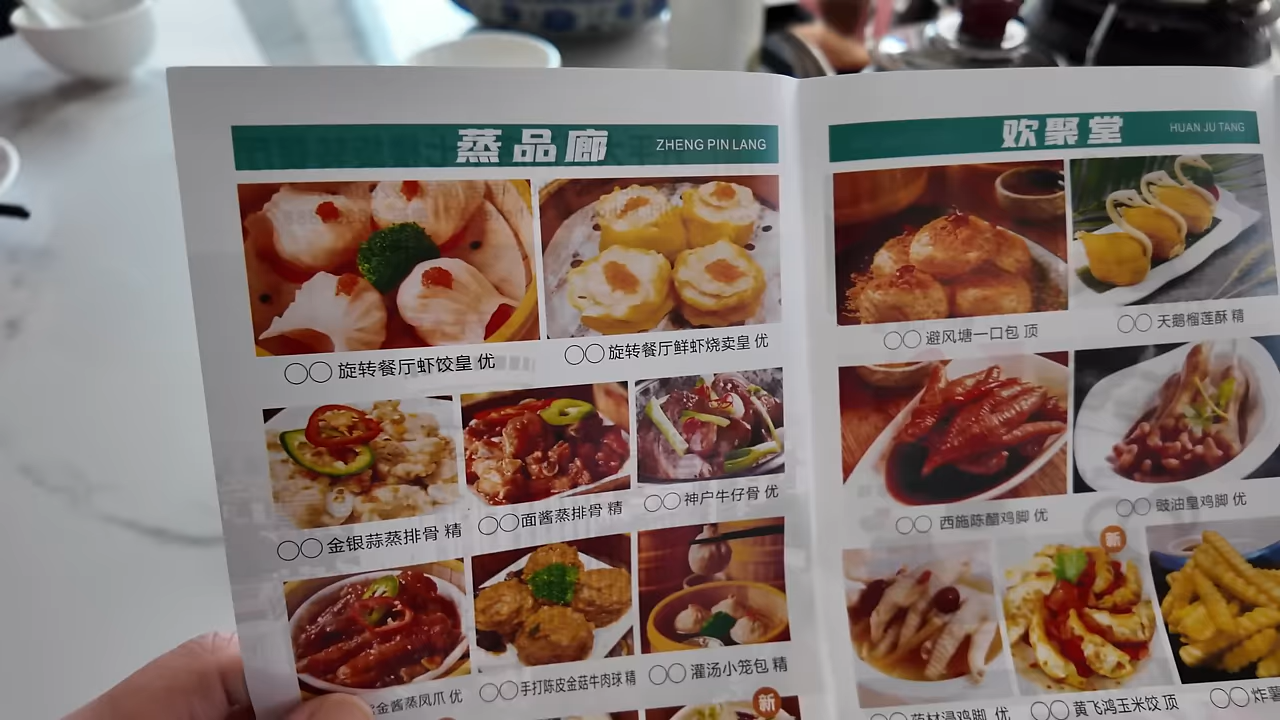 蒸品廊 ZHENG PIN LANG
旋转餐厅虾饺皇 优
旋转餐厅鲜虾烧卖皇 优
金银蒜蒸排骨 精
面酱蒸排骨 精
神户牛仔骨 优
金酱蒸凤爪 优
手打陈皮金菇牛肉球 精
灌汤小笼包 精
新
欢聚堂 HUAN JU TANG
避风塘一口包 顶
天鹅榴莲酥 精
西施陈醋鸡脚 优
豉油皇鸡脚 优
新
药材浸鸡脚 优
黄飞鸿玉米饺 顶
炸薯